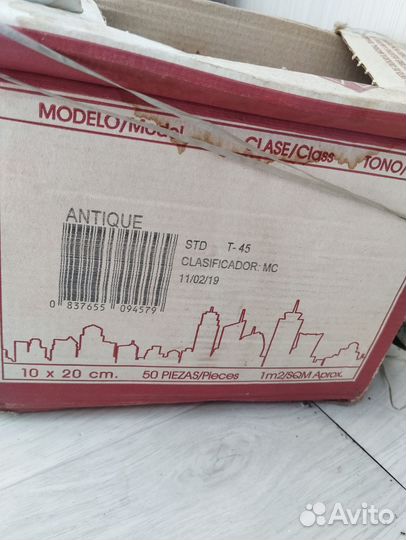 MODELO/Model CLASE/Class TONO/
ANTIQUE
STD T-45
CLASIFICADOR: MC
11/02/19
0 837655 094579
10 x 20 cm. 50 PIEZAS/Pieces 1m2/SQM Aprox.
Avito